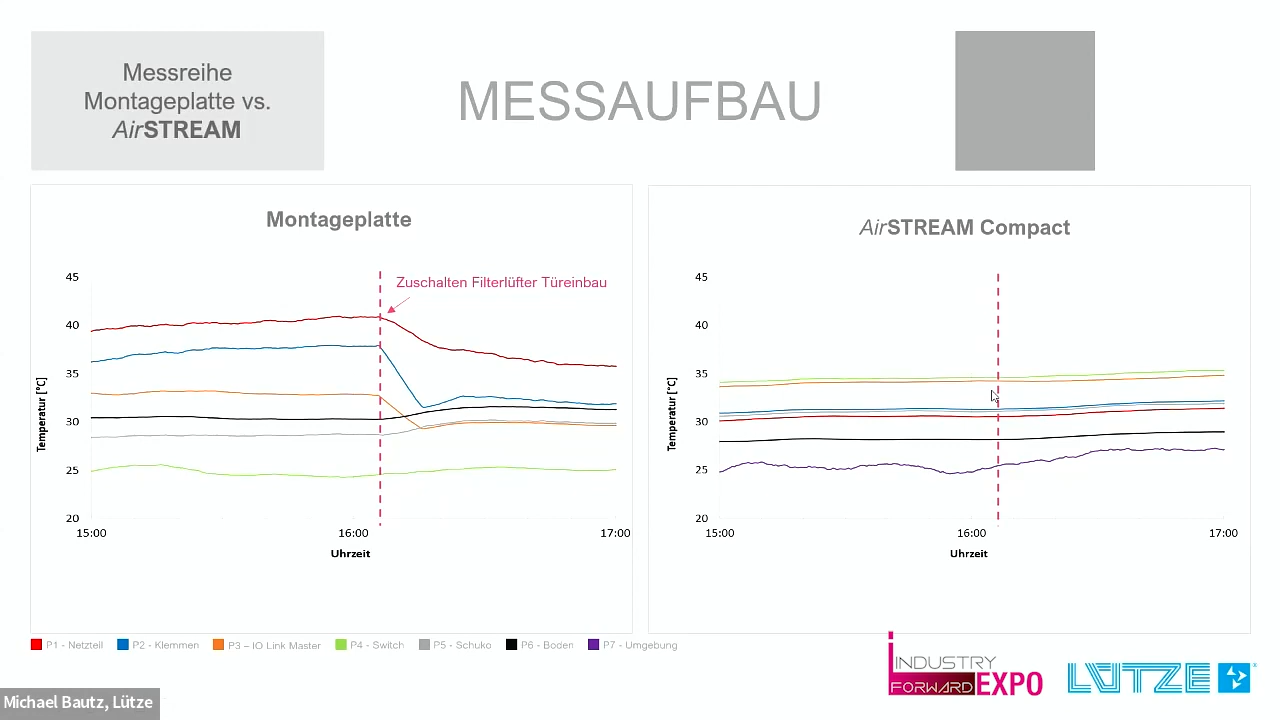 Messreihe
Montageplatte vs.
AirSTREAM
MESSAUFBAU
Montageplatte
Zuschalten Filterlüfter Türeinbau
45
40
35
30
25
20
Temperatur [°C]
15:00 16:00 17:00
Uhrzeit
AirSTREAM Compact
45
40
35
30
25
20
Temperatur [°C]
15:00 16:00 17:00
Uhrzeit
P1 - Netzteil P2 - Klemmen P3 – IO Link Master P4 - Switch P5 - Schuko P6 - Boden P7 - Umgebung
INDUSTRY
FORWARD EXPO
LÜTZE
Michael Bautz, Lütze